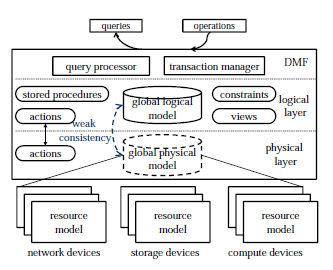 queries
operations
DMF
query processor
transaction manager
stored procedures
global logical
model
constraints
logical
layer
actions
views
weak
consistency
actions
global physical
model
physical
layer
resource
model
resource
model
resource
model
network devices
storage devices
compute devices